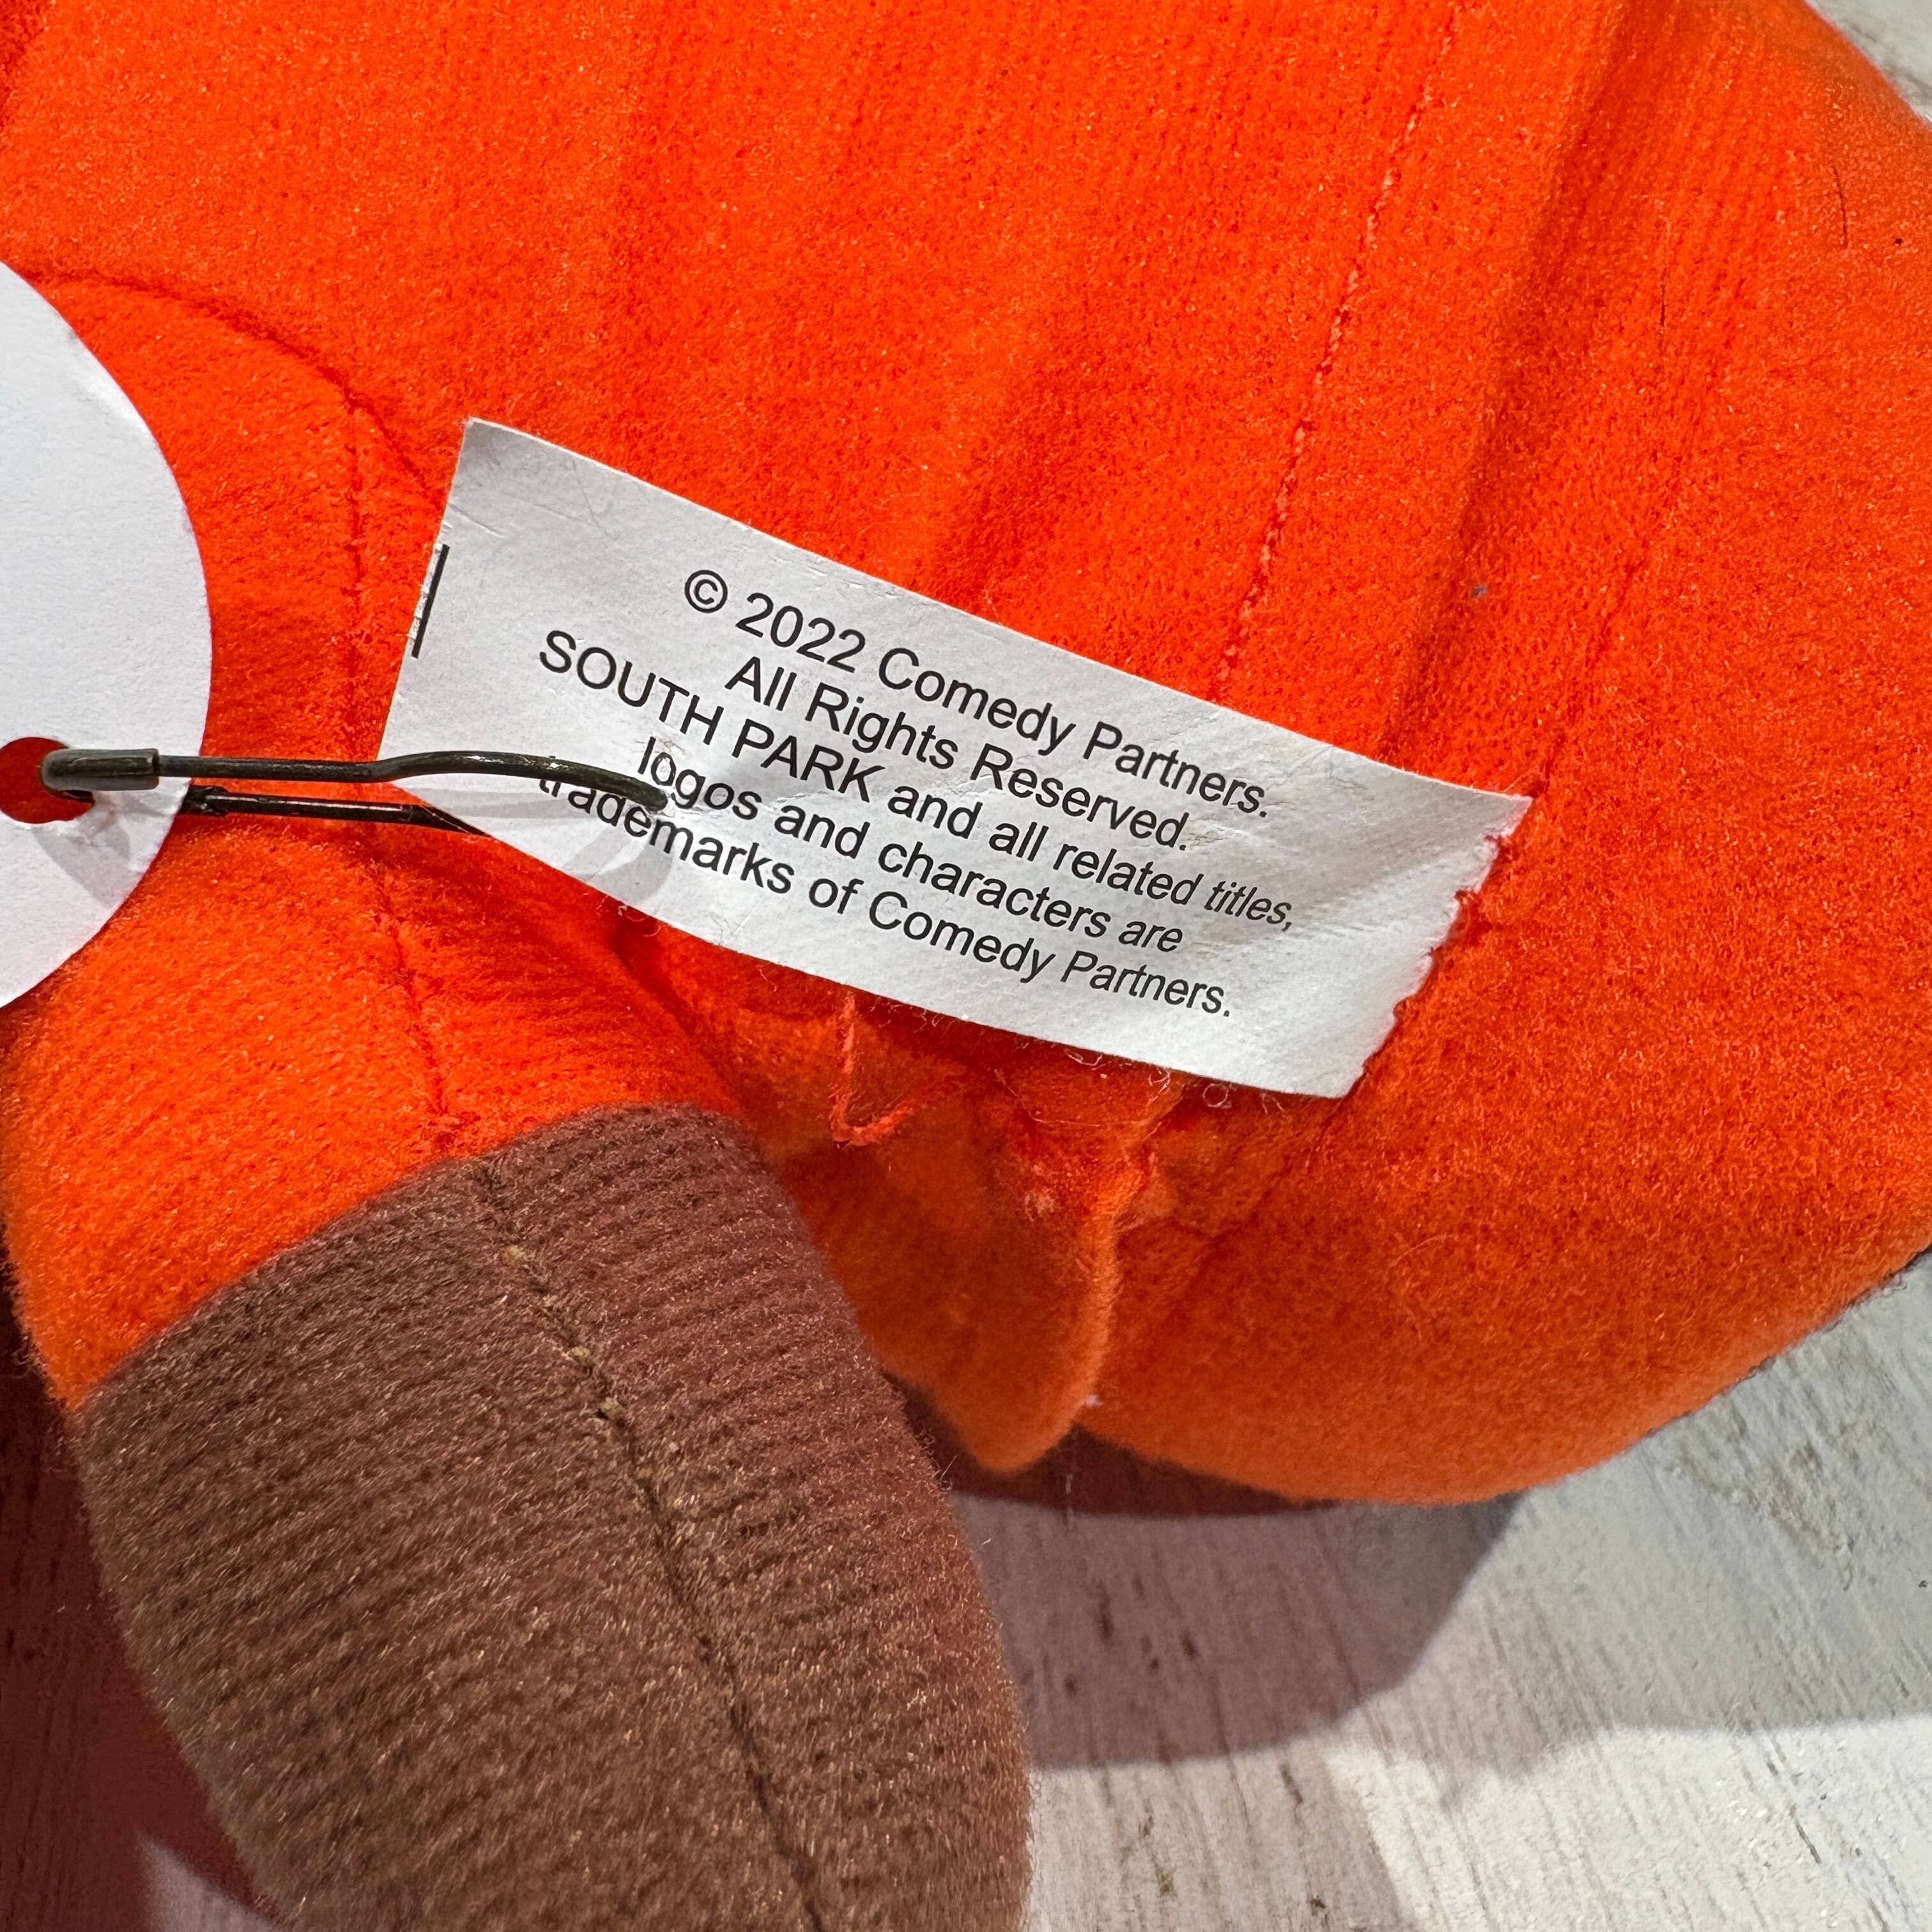 © 2022 Comedy Partners.
All Rights Reserved.
SOUTH PARK and all related titles,
logos and characters are
trademarks of Comedy Partners.